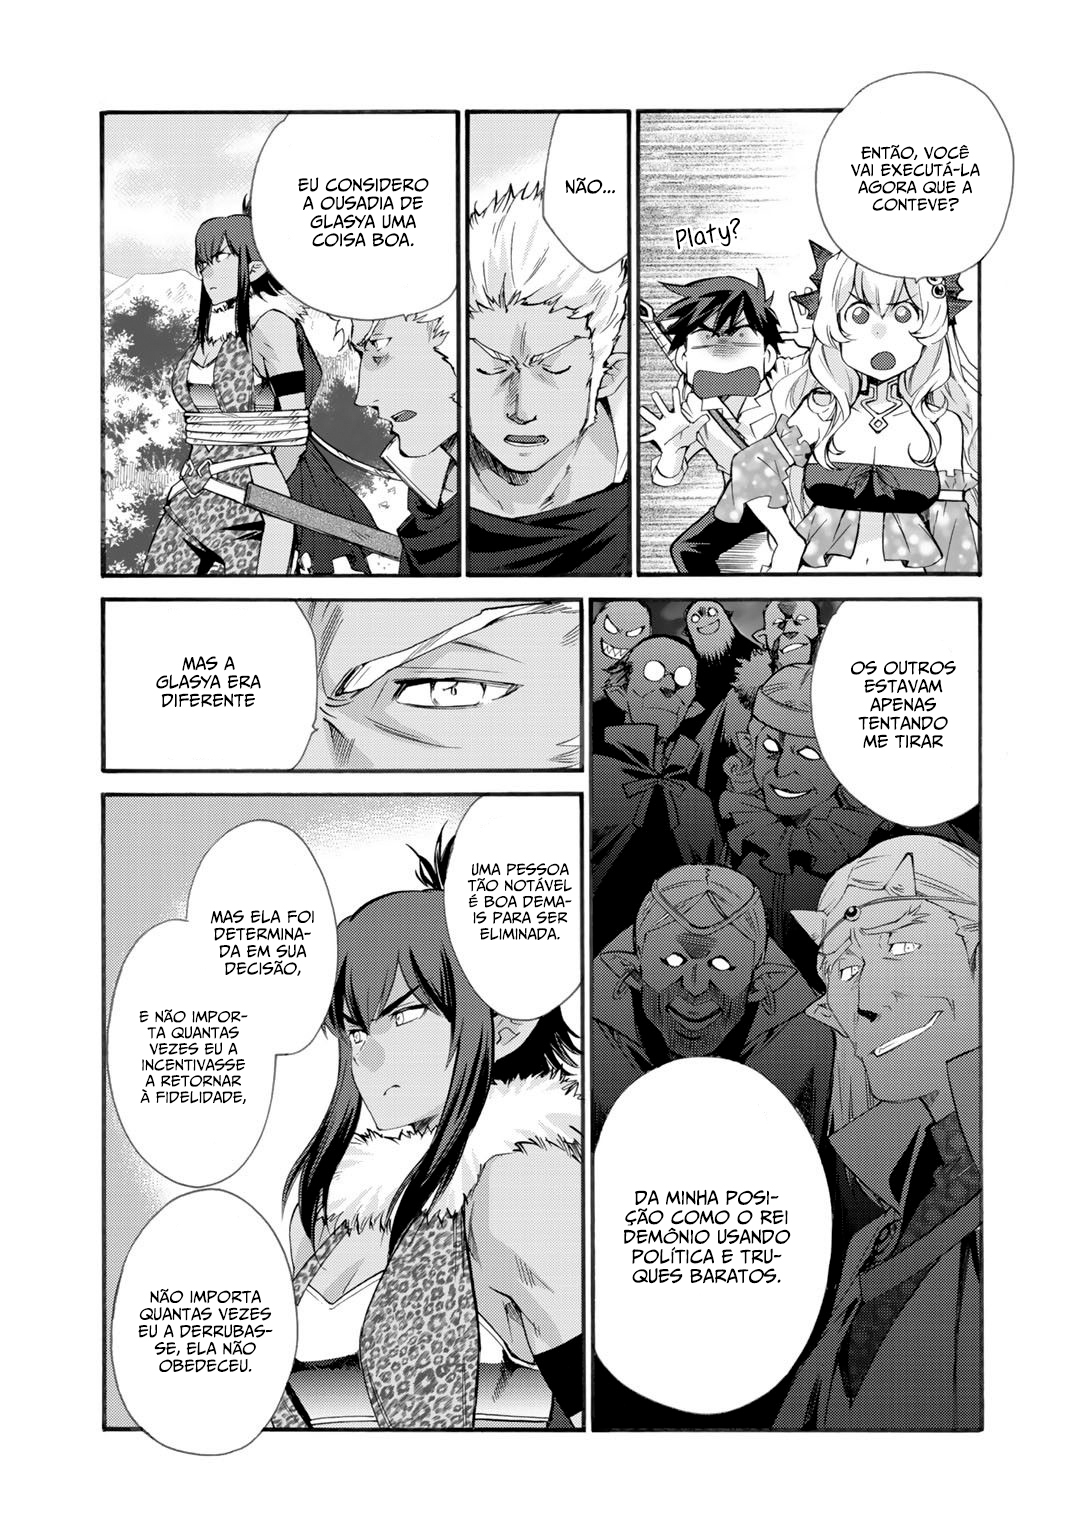 ENTÃO, VOCÊ
VAI EXECUTÁ-LA
AGORA QUE A
CONTEVE?
Platy?
NÃO...
EU CONSIDERO
A OUSADIA DE
GLASYA UMA
COISA BOA.
OS OUTROS
ESTAVAM
APENAS
TENTANDO
ME TIRAR
DA MINHA POSI-
ÇÃO COMO O REI
DEMÔNIO USANDO
POLÍTICA E TRU-
QUES BARATOS.
MAS A
GLASYA ERA
DIFERENTE
UMA PESSOA
TÃO NOTÁVEL
É BOA DEMA-
IS PARA SER
ELIMINADA.
MAS ELA FOI
DETERMINA-
DA EM SUA
DECISÃO,
E NÃO IMPOR-
TA QUANTAS
VEZES EU A
INCENTIVASSE
A RETORNAR
À FIDELIDADE,
NÃO IMPORTA
QUANTAS VEZES
EU A DERRUBAS-
SE, ELA NÃO
OBEDECEU.